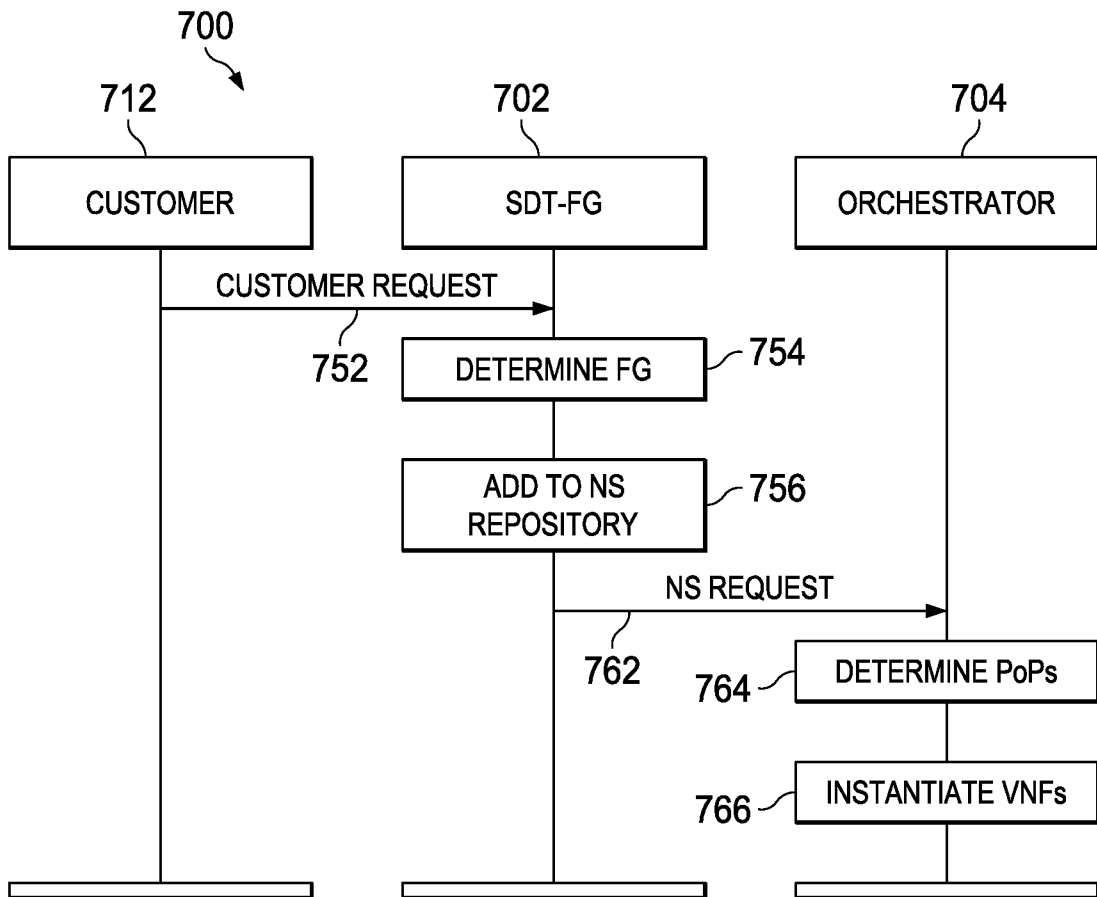 700
712
702
704
CUSTOMER
SDT-FG
ORCHESTRATOR
CUSTOMER REQUEST
752
DETERMINE FG
754
ADD TO NS
REPOSITORY
756
NS REQUEST
762
764
DETERMINE PoPs
766
INSTANTIATE VNFs